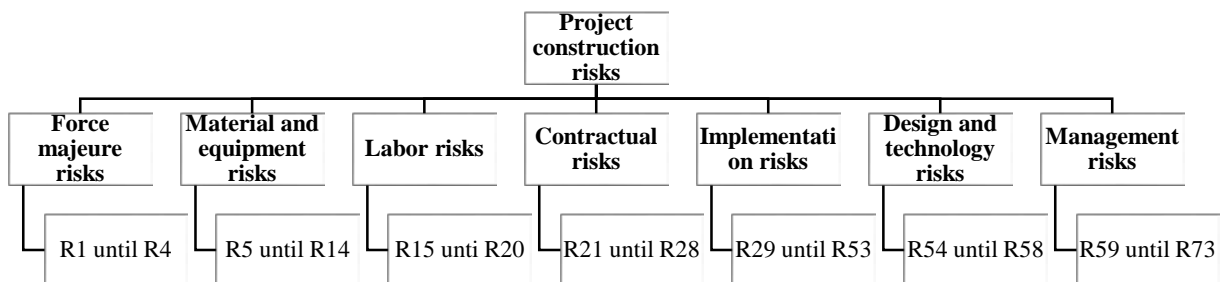 Project
construction
risks
Force
majeure
risks
Material and
equipment
risks
Labor risks
Contractual
risks
Implementati
on risks
Design and
technology
risks
Management
risks
R1 until R4
R5 until R14
R15 unti R20
R21 until R28
R29 until R53
R54 until R58
R59 until R73